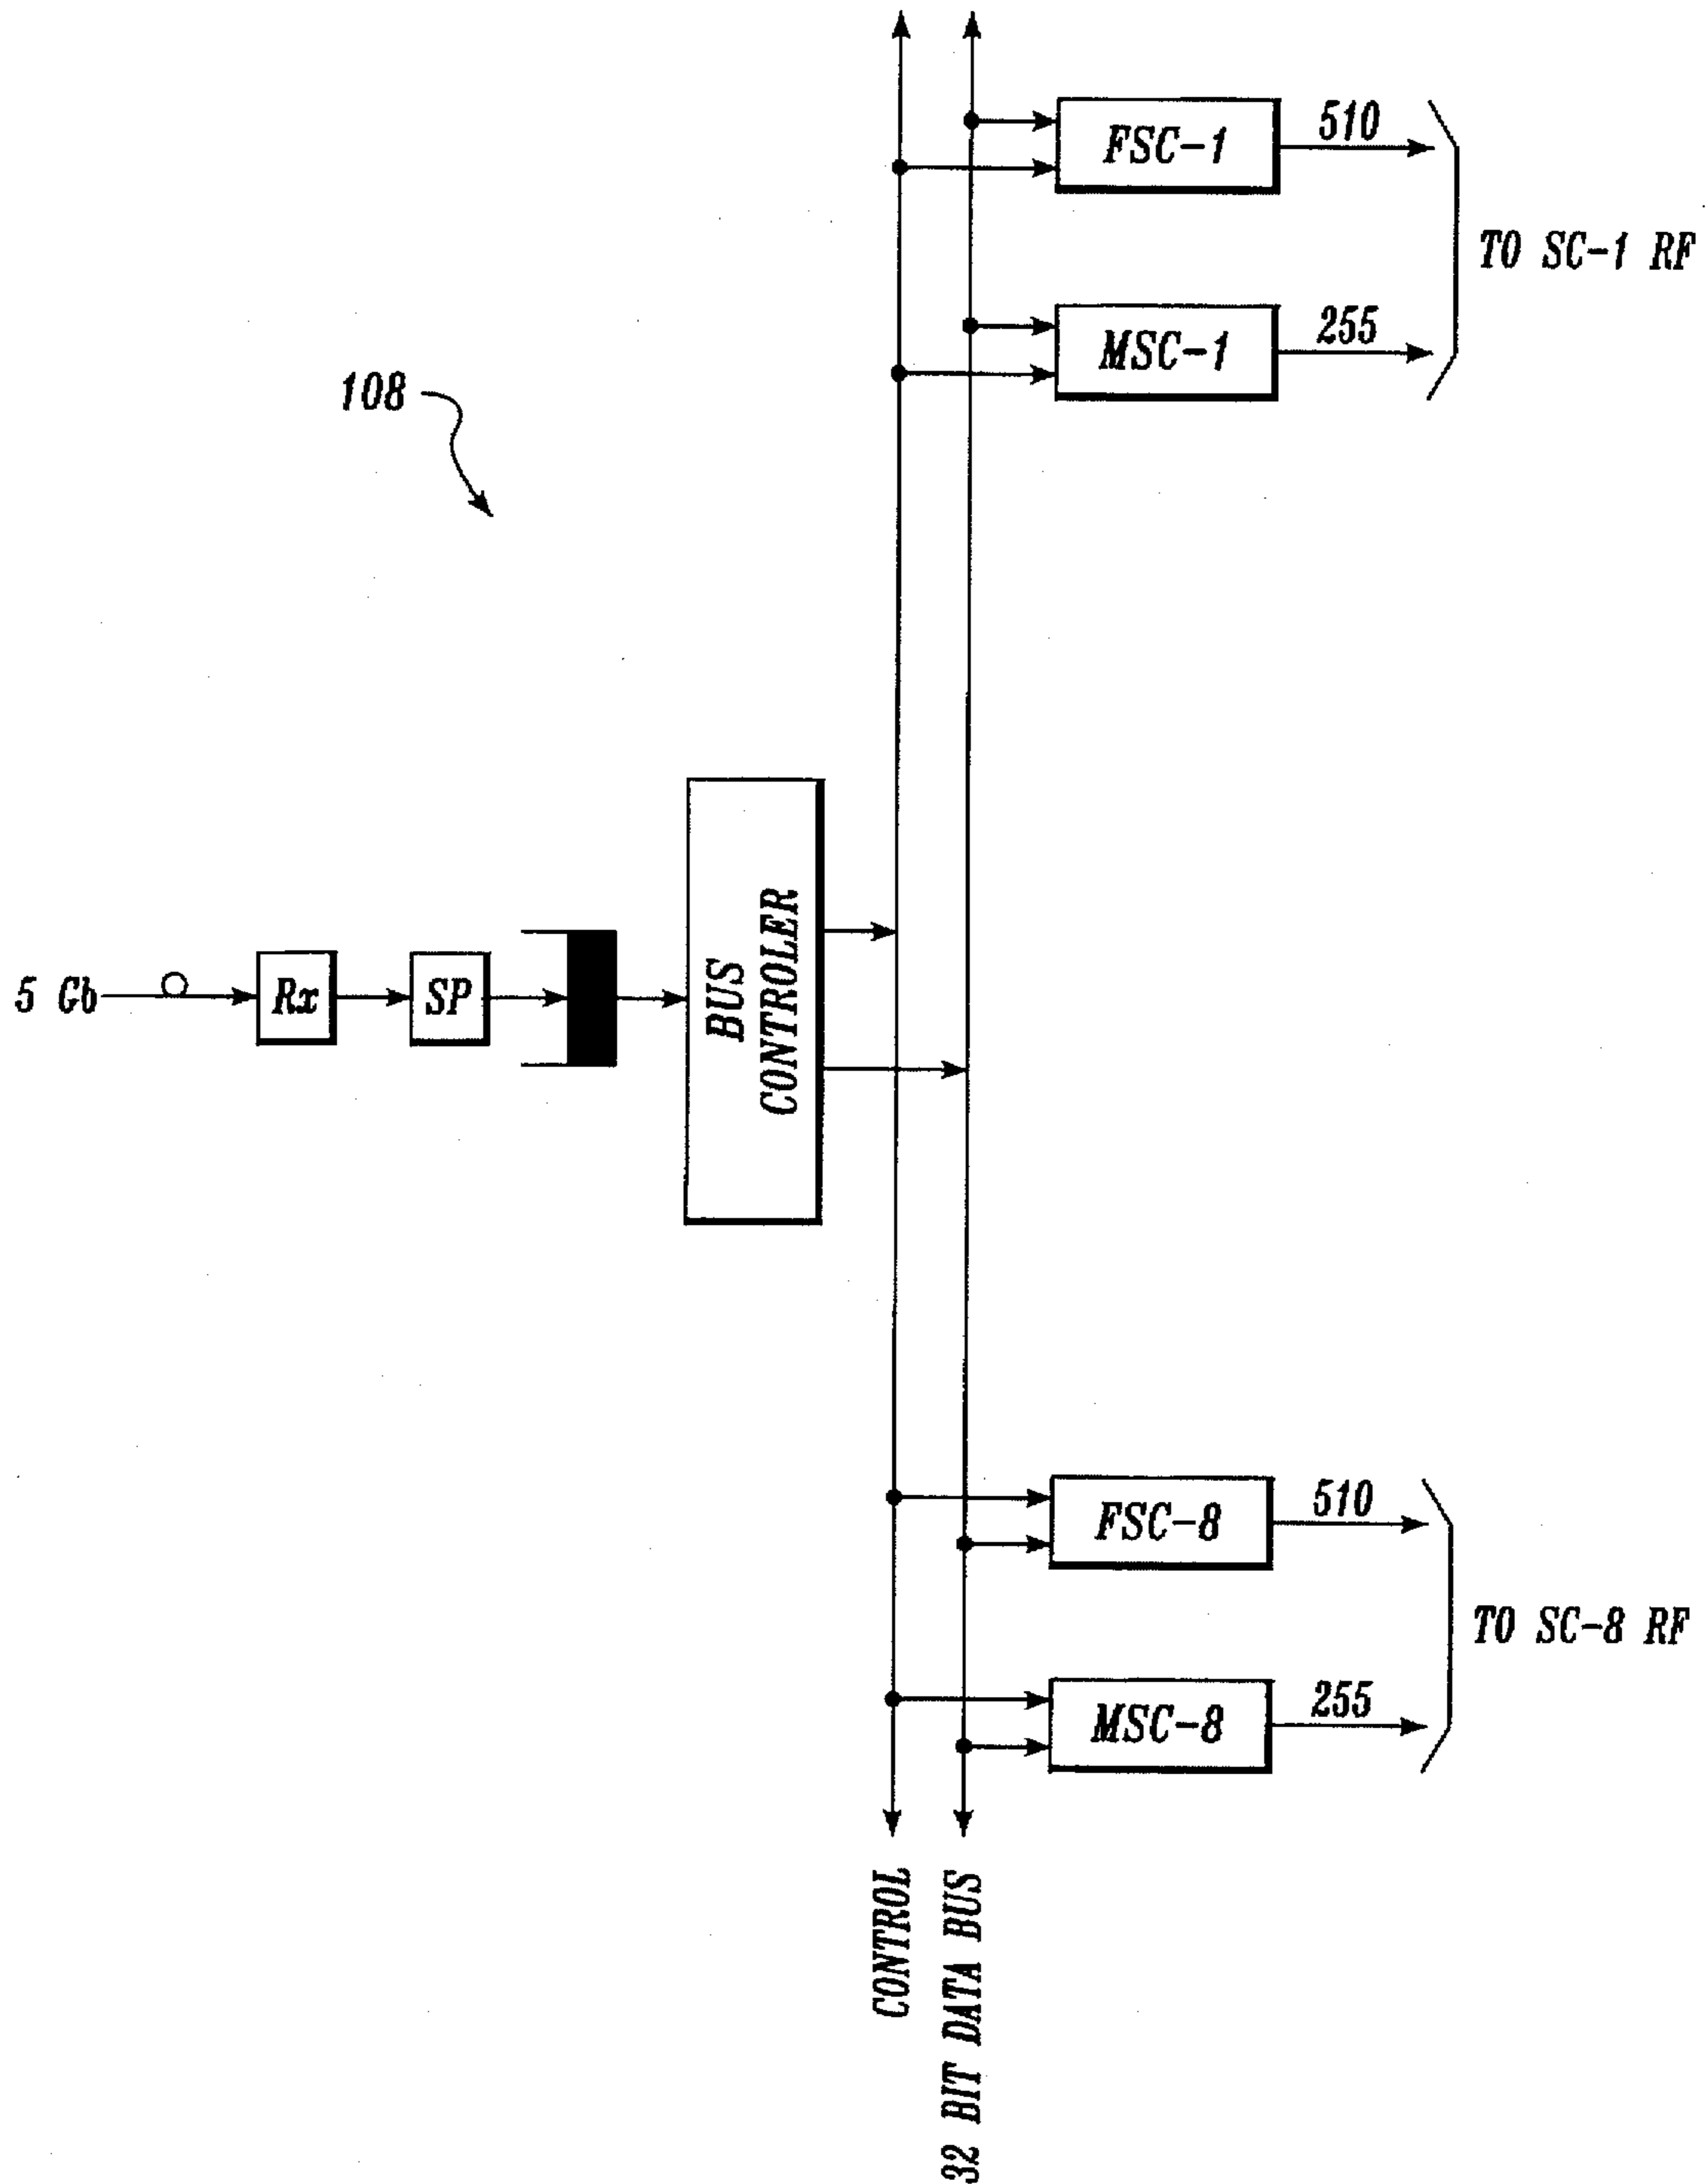 FSC-1
510
TO SC-1 RF
MSC-1
255
108
5 Gb
Rx
SP
BUS
CONTROLER
FSC-8
510
TO SC-8 RF
MSC-8
255
CONTROL
32 BIT DATA BUS